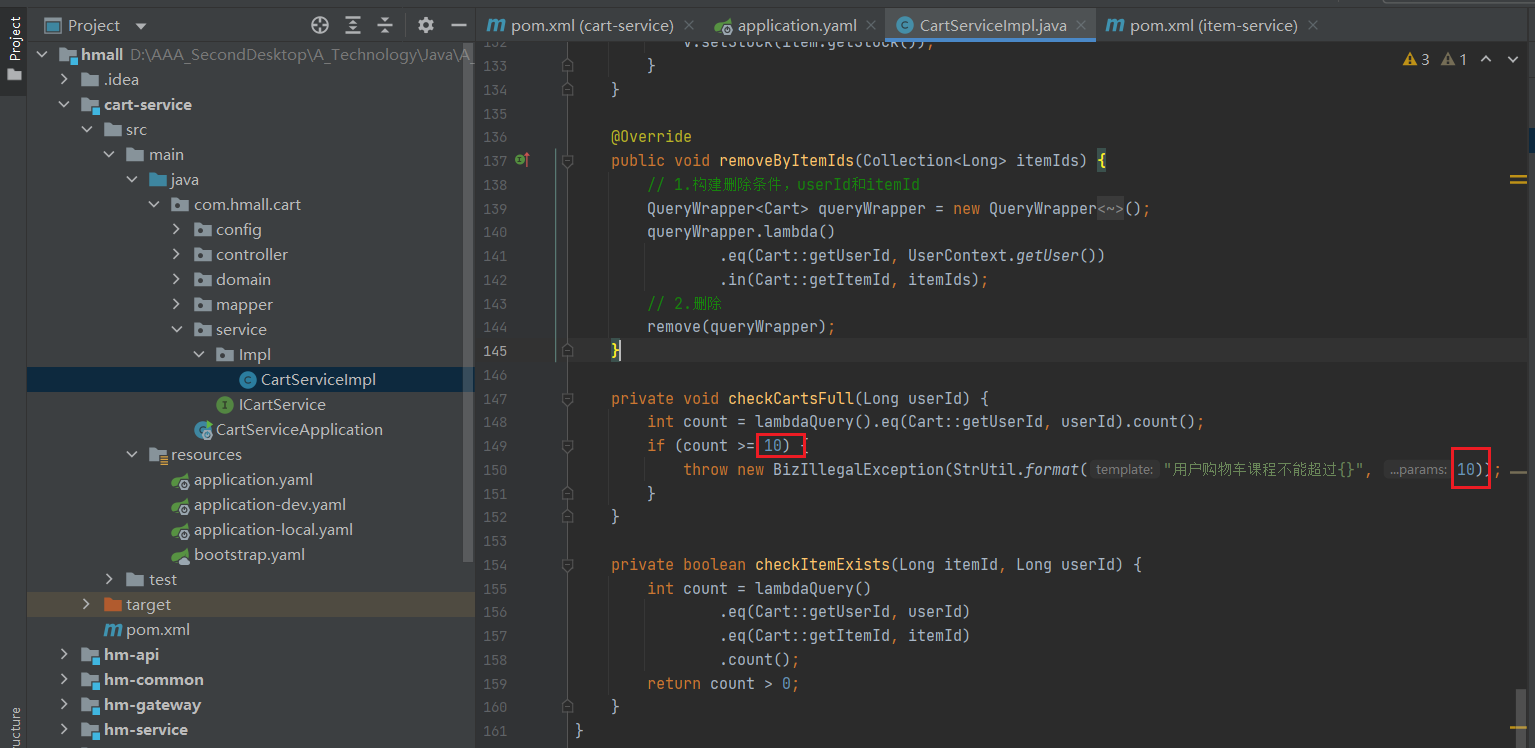 Project
pom.xml (cart-service)
application.yaml
CartServiceImpl.java
pom.xml (item-service)
Project
hmall D:\AAA_SecondDesktop\A_Technology\Java\A_
.idea
cart-service
src
main
java
com.hmall.cart
config
controller
domain
mapper
service
Impl
CartServiceImpl
ICartService
CartServiceApplication
resources
application.yaml
application-dev.yaml
application-local.yaml
bootstrap.yaml
test
target
pom.xml
hm-api
hm-common
hm-gateway
hm-service
ructure
3 1
132 v.setStock(item.getStock());
133 }
134 }
135
136 @Override
137 public void removeByItemIds(Collection<Long> itemIds) {
138 // 1.构建删除条件，userId和itemId
139 QueryWrapper<Cart> queryWrapper = new QueryWrapper<~>();
140 queryWrapper.lambda()
141 .eq(Cart::getUserId, UserContext.getUser())
142 .in(Cart::getItemId, itemIds);
143 // 2.删除
144 remove(queryWrapper);
145 }
146
147 private void checkCartsFull(Long userId) {
148 int count = lambdaQuery().eq(Cart::getUserId, userId).count();
149 if (count >= 10) {
150 throw new BizIllegalException(StrUtil.format( template: "用户购物车课程不能超过{}", ...params: 10));
151 }
152 }
153
154 private boolean checkItemExists(Long itemId, Long userId) {
155 int count = lambdaQuery()
156 .eq(Cart::getUserId, userId)
157 .eq(Cart::getItemId, itemId)
158 .count();
159 return count > 0;
160 }
161 }